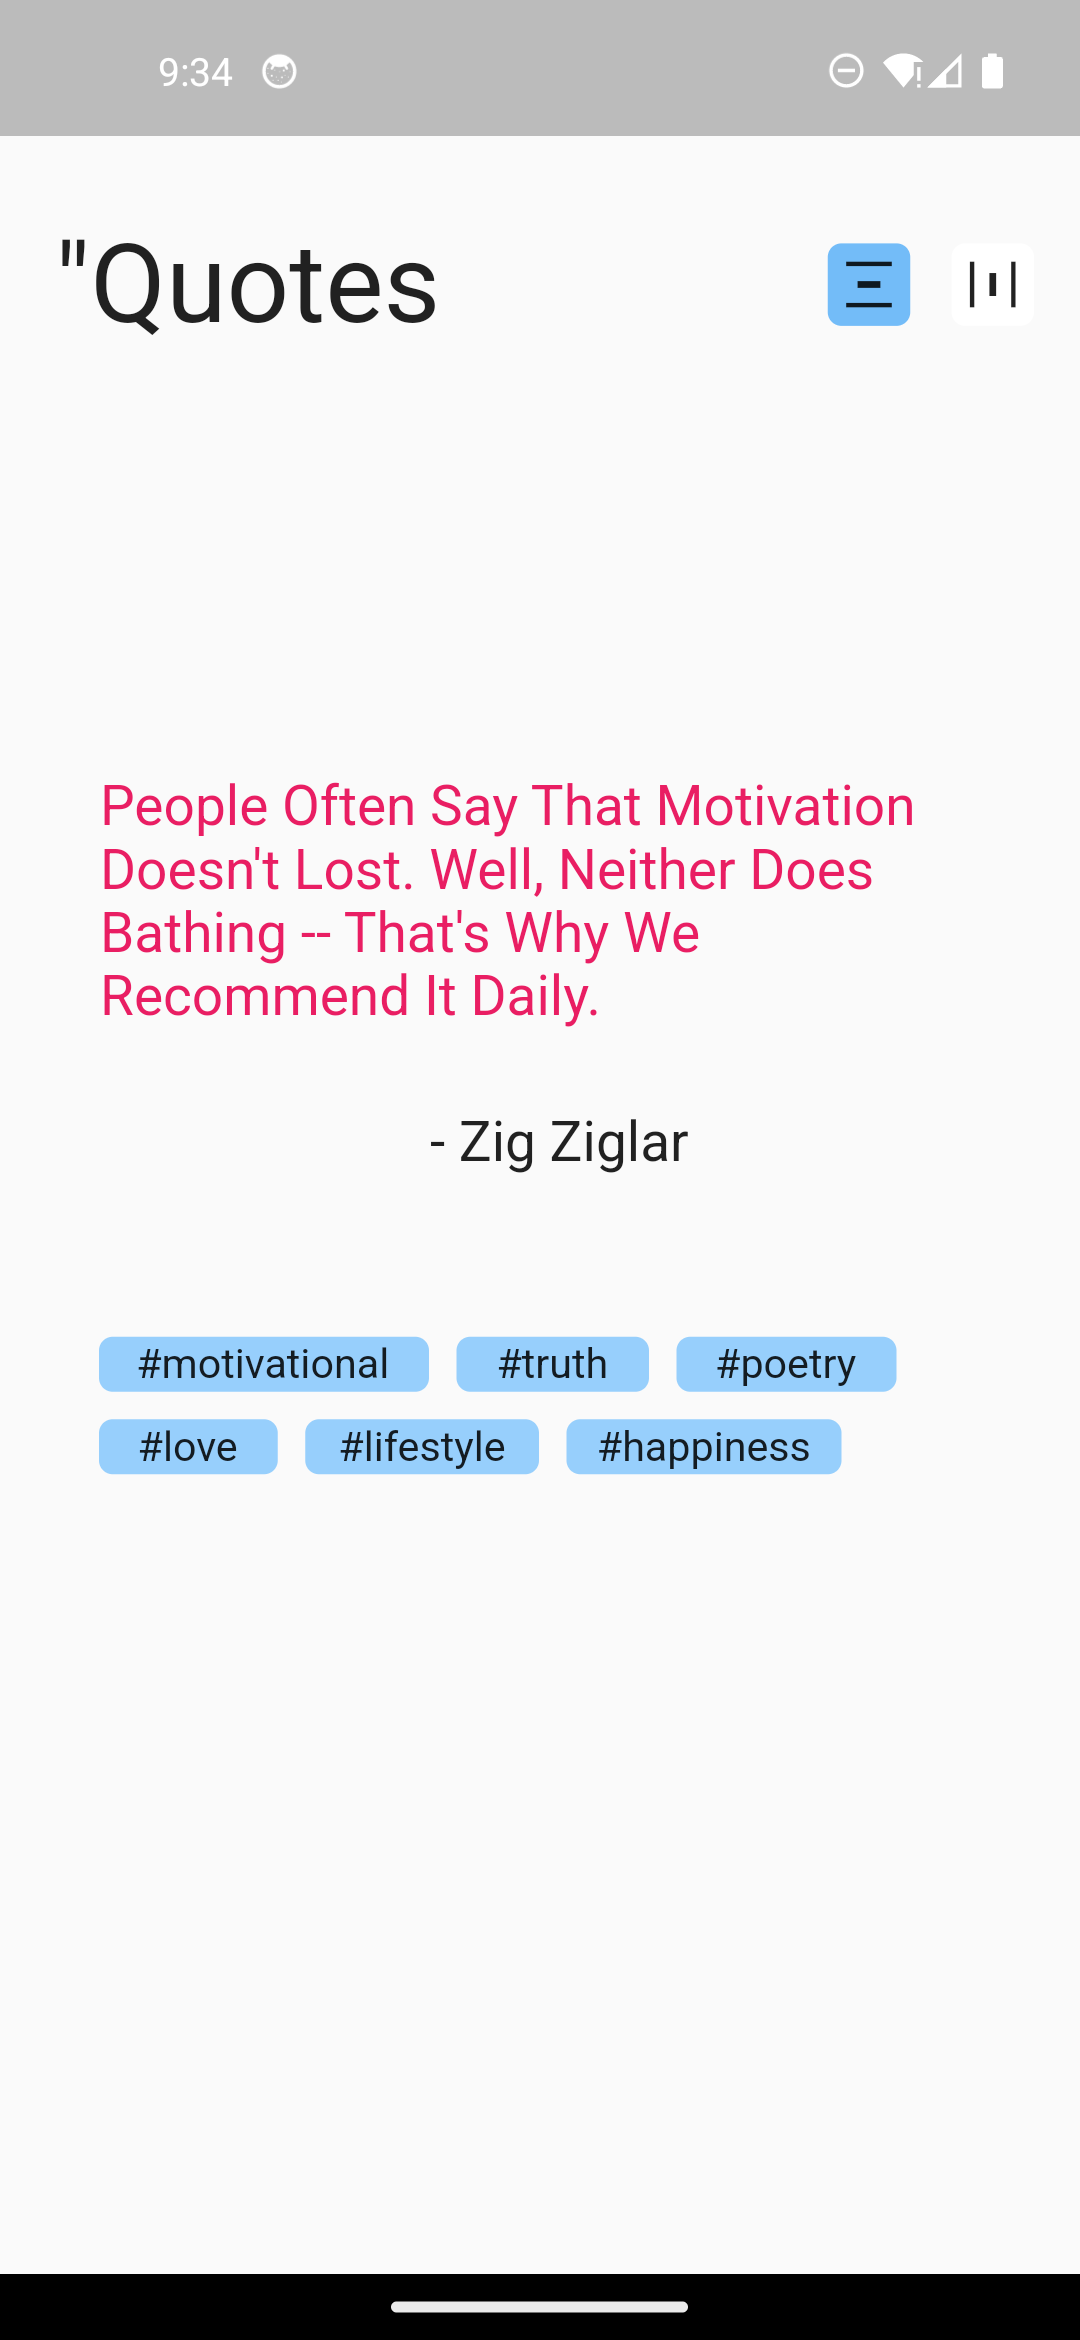 9:34
"Quotes
People Often Say That Motivation
Doesn't Lost. Well, Neither Does
Bathing -- That's Why We
Recommend It Daily.
- Zig Ziglar
#motivational #truth #poetry
#love #lifestyle #happiness